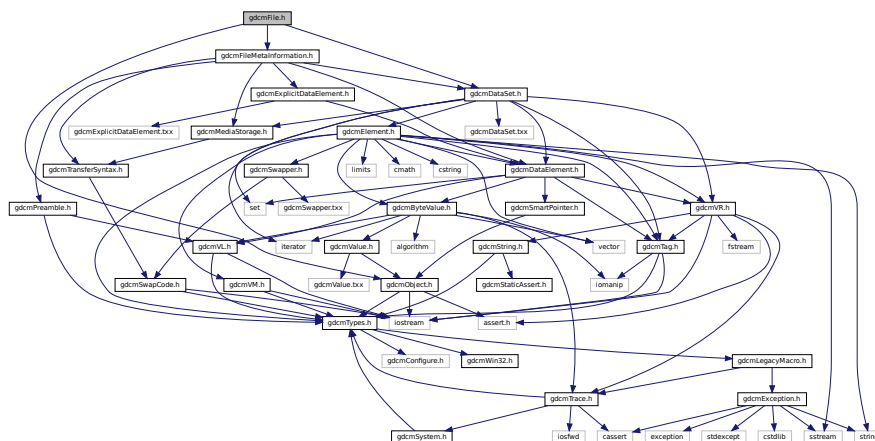 gdcmFile.h
gdcmFileMetaInformation.h
gdcmExplicitDataElement.h
gdcmDataSet.h
gdcmExplicitDataElement.txx
gdcmMediaStorage.h
gdcmElement.h
gdcmDataSet.txx
gdcmTransferSyntax.h
gdcmSwapper.h
limits
cmath
cstring
gdcmDataElement.h
gdcmPreamble.h
set
gdcmSwapper.txx
gdcmByteValue.h
gdcmSmartPointer.h
gdcmVR.h
gdcmVL.h
iterator
gdcmValue.h
algorithm
gdcmString.h
vector
gdcmTag.h
fstream
gdcmSwapCode.h
gdcmVM.h
gdcmValue.txx
gdcmObject.h
gdcmStaticAssert.h
iomanip
gdcmTypes.h
iostream
assert.h
gdcmConfigure.h
gdcmWin32.h
gdcmLegacyMacro.h
gdcmTrace.h
gdcmException.h
gdcmSystem.h
iosfwd
cassert
exception
stdexcept
cstdlib
sstream
string